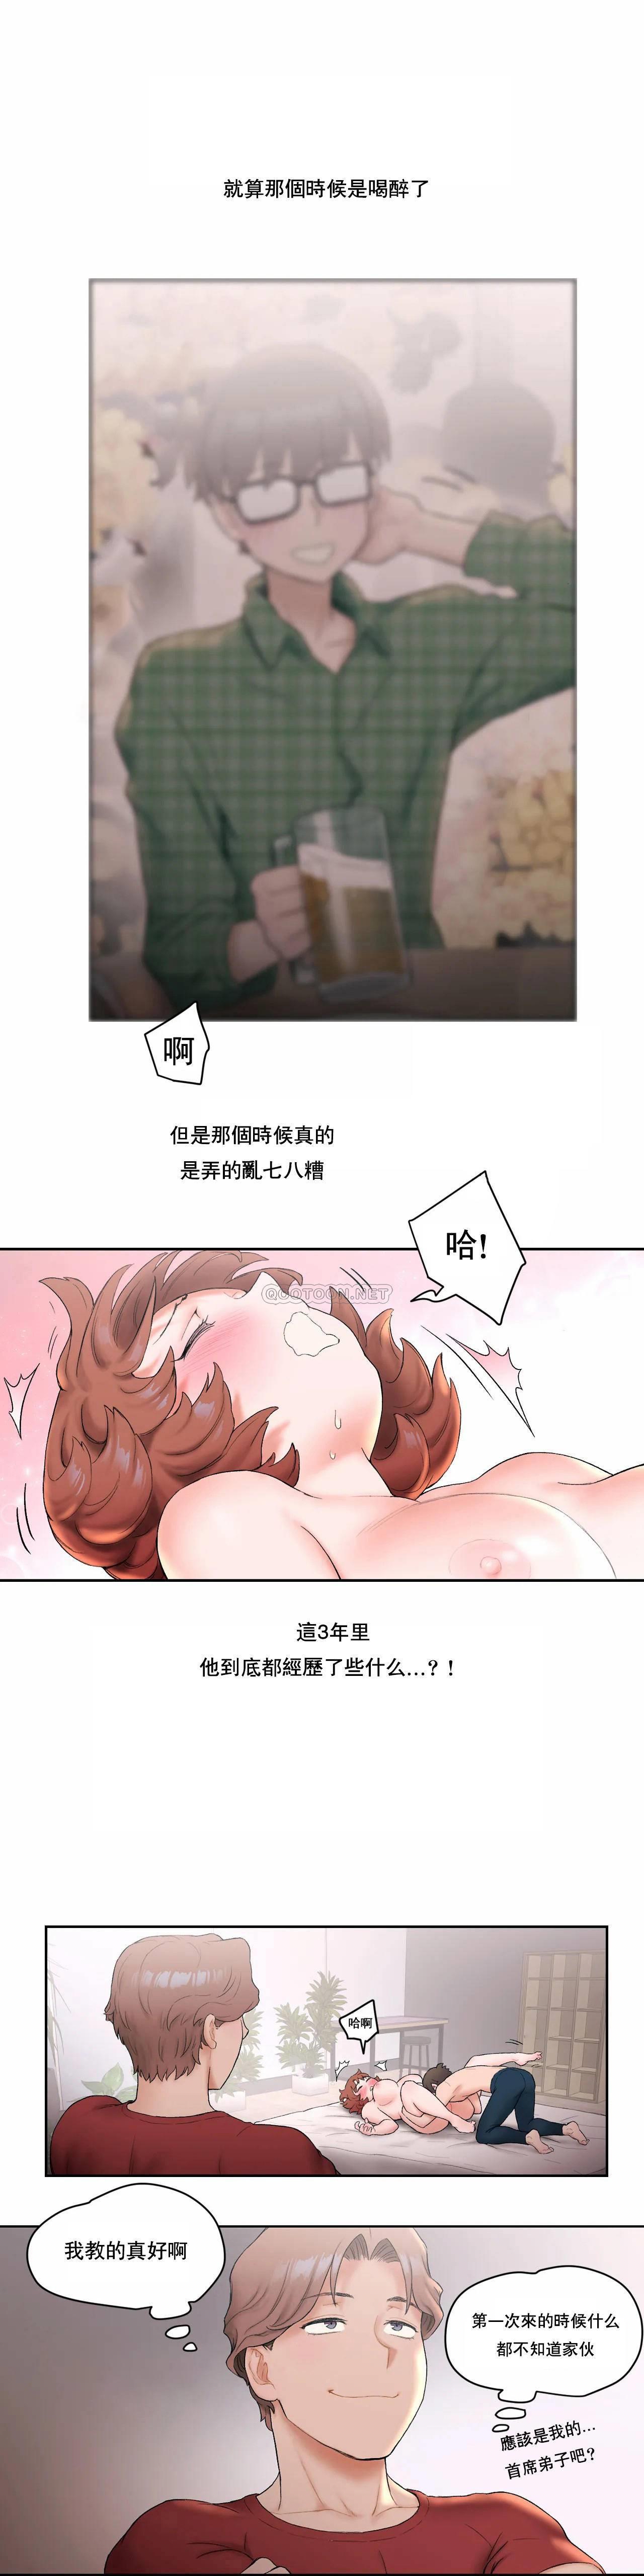 就算那個時候是喝醉了
啊
但是那個時候真的
是弄的亂七八糟
哈!
QOOTOON.NET
這3年里
他到底都經歷了些什么...?!
哈啊
我教的真好啊
第一次來的時候什么
都不知道家伙
應該是我的...
首席弟子吧?